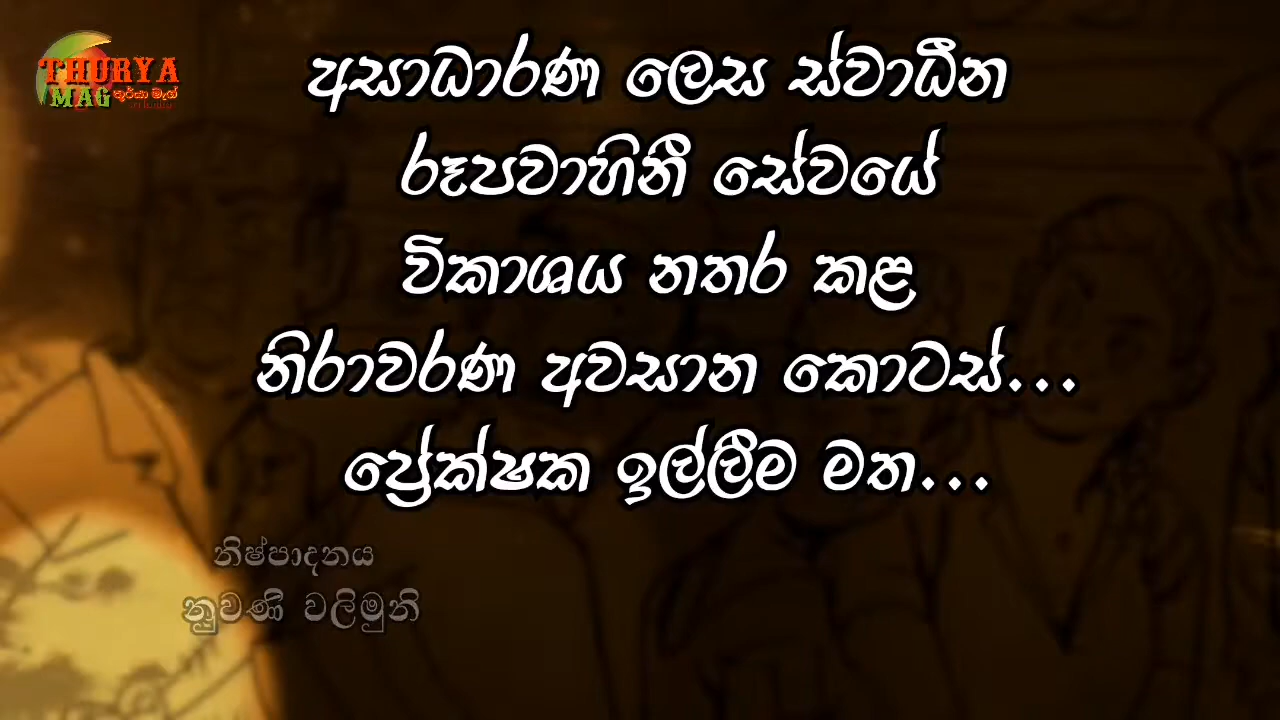 THURYA
MAG තූර්යා මැග්
අසාධාරණ ලෙස ස්වාධීන
රූපවාහිනී සේවයේ
විකාශය නතර කළ
නිරාවරණ අවසාන කොටස්...
ප්‍රේක්ෂක ඉල්ලීම මත...
නිෂ්පාදනය
නුවණි වලිමුනි